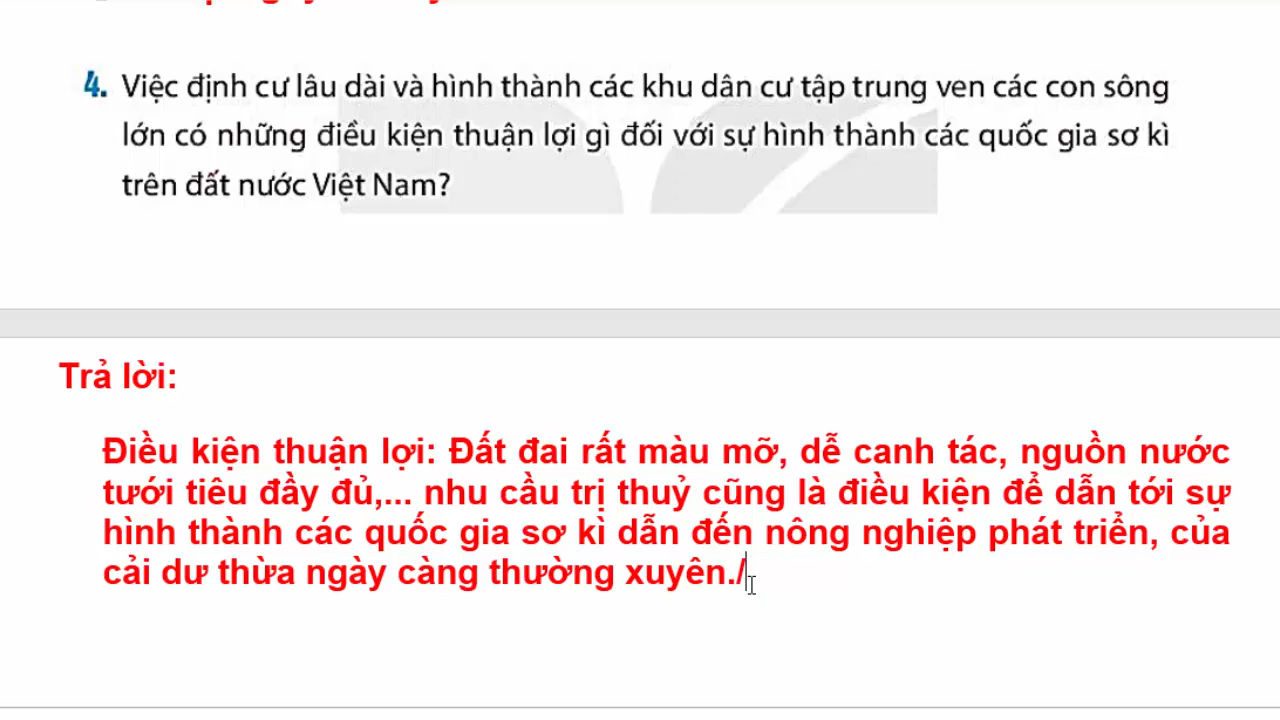 4. Việc định cư lâu dài và hình thành các khu dân cư tập trung ven các con sông
lớn có những điều kiện thuận lợi gì đối với sự hình thành các quốc gia sơ kì
trên đất nước Việt Nam?
Trả lời:
Điều kiện thuận lợi: Đất đai rất màu mỡ, dễ canh tác, nguồn nước
tưới tiêu đầy đủ,... nhu cầu trị thuỷ cũng là điều kiện để dẫn tới sự
hình thành các quốc gia sơ kì dẫn đến nông nghiệp phát triển, của
cải dư thừa ngày càng thường xuyên./